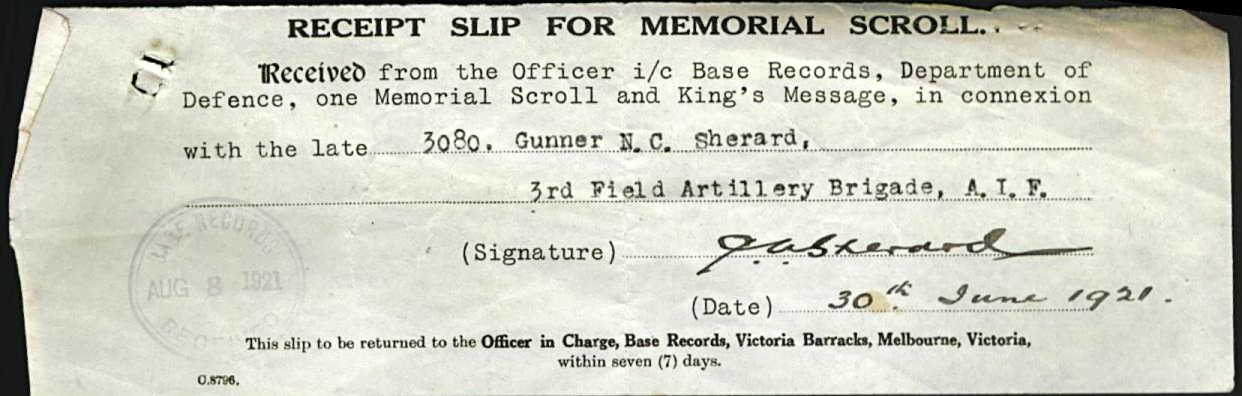 RECEIPT SLIP FOR MEMORIAL SCROLL.
Received from the Officer i/c Base Records, Department of
Defence, one Memorial Scroll and King's Message, in connexion
with the late 3080. Gunner N.C. Sherard,
3rd Field Artillery Brigade, A.I.F.
(Signature) J.A. Sherard
(Date) 30th June 1921.
BASE RECORDS
AUG 8 1921
This slip to be returned to the Officer in Charge, Base Records, Victoria Barracks, Melbourne, Victoria,
within seven (7) days.
O.8796.